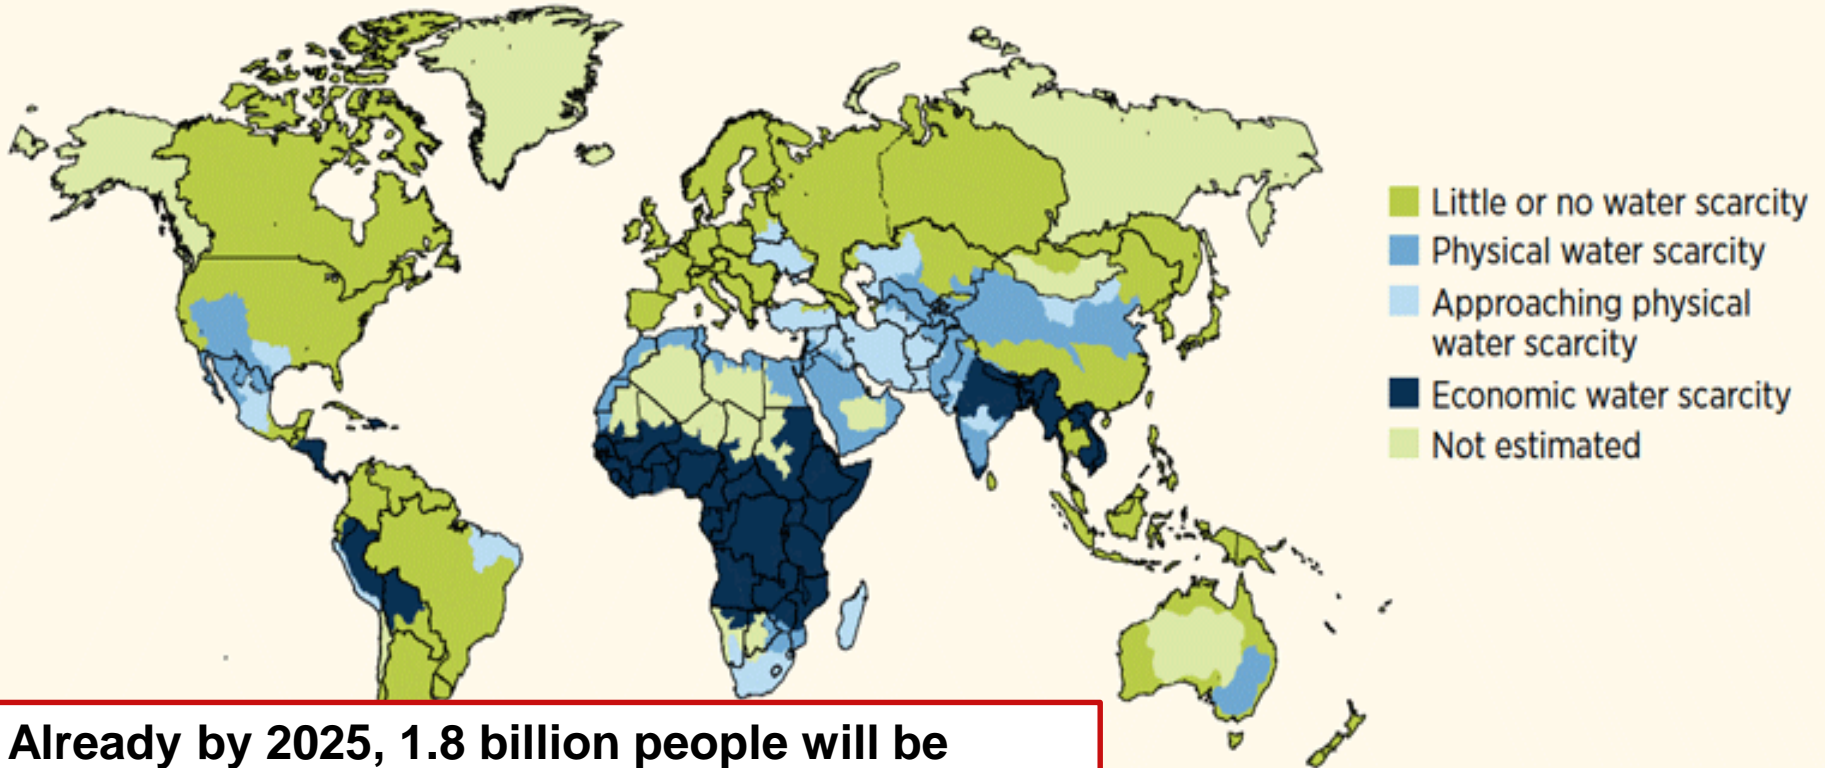 Little or no water scarcity
Physical water scarcity
Approaching physical
water scarcity
Economic water scarcity
Not estimated
Already by 2025, 1.8 billion people will be